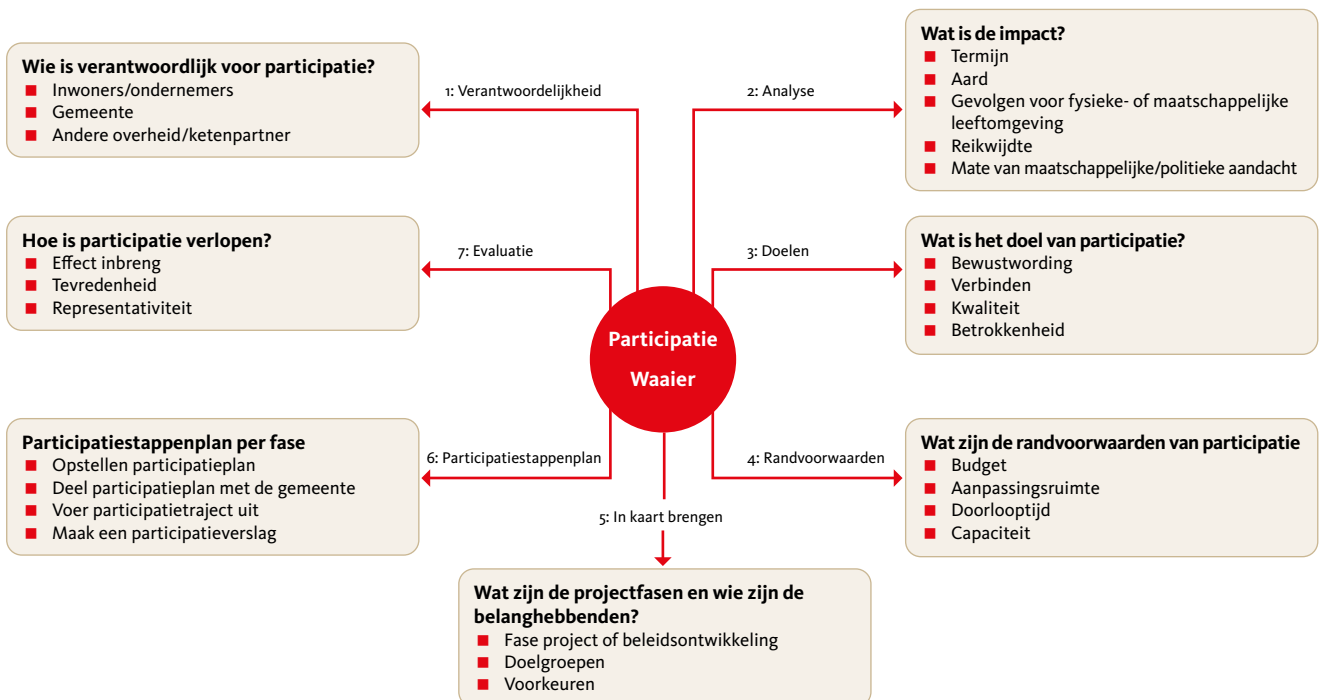 Wie is verantwoordlijk voor participatie?
Inwoners/ondernemers
Gemeente
Andere overheid/ketenpartner
1: Verantwoordelijkheid
2: Analyse
Wat is de impact?
Termijn
Aard
Gevolgen voor fysieke- of maatschappelijke
leefomgeving
Reikwijdte
Mate van maatschappelijke/politieke aandacht
Hoe is participatie verlopen?
Effect inbreng
Tevredenheid
Representativiteit
7: Evaluatie
3: Doelen
Wat is het doel van participatie?
Bewustwording
Verbinden
Kwaliteit
Betrokkenheid
Participatie
Waaier
Participatiestappenplan per fase
Opstellen participatieplan
Deel participatieplan met de gemeente
Voer participatietraject uit
Maak een participatieverslag
6: Participatiestappenplan
4: Randvoorwaarden
Wat zijn de randvoorwaarden van participatie
Budget
Aanpassingsruimte
Doorlooptijd
Capaciteit
5: In kaart brengen
Wat zijn de projectfasen en wie zijn de
belanghebbenden?
Fase project of beleidsontwikkeling
Doelgroepen
Voorkeuren